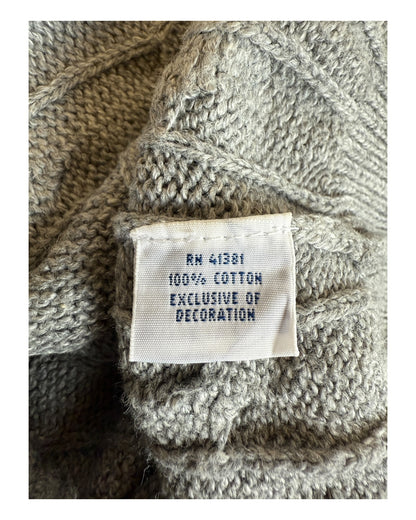 RN 41381
100% COTTON
EXCLUSIVE OF
DECORATION